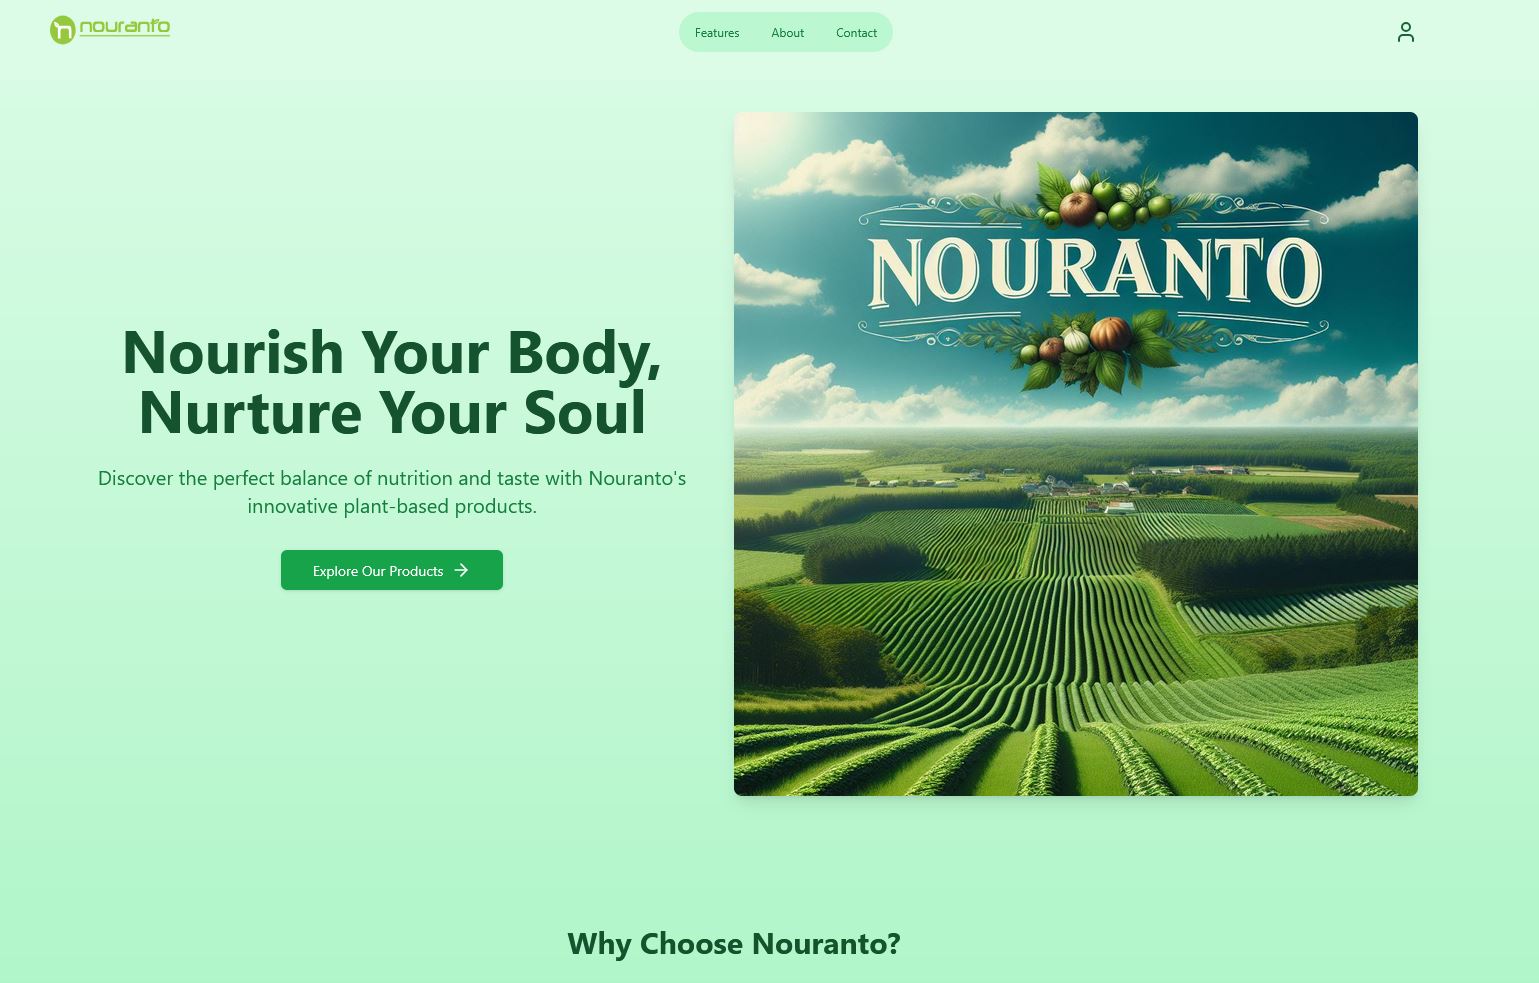 nouranto
Features
About
Contact
Nourish Your Body,
Nurture Your Soul
Discover the perfect balance of nutrition and taste with Nouranto's
innovative plant-based products.
Explore Our Products
NOURANTO
Why Choose Nouranto?